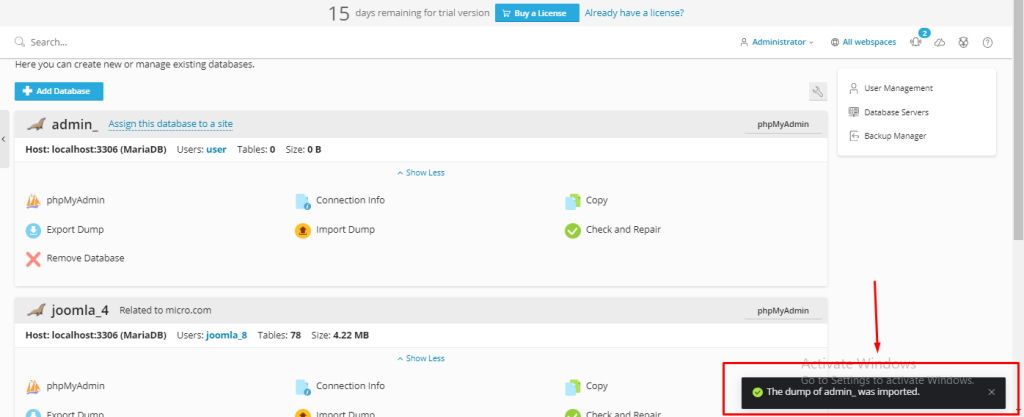 15 days remaining for trial version Buy a License Already have a license?
Search... Administrator All webspaces 2
Here you can create new or manage existing databases.
Add Database
User Management
Database Servers
Backup Manager
admin_ Assign this database to a site phpMyAdmin
Host: localhost:3306 (MariaDB) Users: user Tables: 0 Size: 0 B
Show Less
phpMyAdmin Connection Info Copy
Export Dump Import Dump Check and Repair
Remove Database
joomla_4 Related to micro.com phpMyAdmin
Host: localhost:3306 (MariaDB) Users: joomla_8 Tables: 78 Size: 4.22 MB
Show Less
phpMyAdmin Connection Info Copy
Export Dump Import Dump Check and Repair
Activate Windows
Go to Settings to activate Windows.
The dump of admin_ was imported.